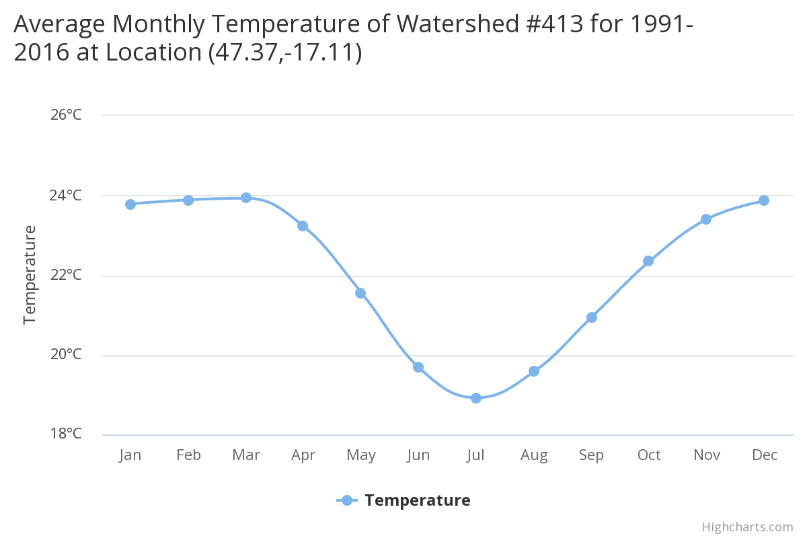 Average Monthly Temperature of Watershed #413 for 1991-
2016 at Location (47.37,-17.11)
26°C
24°C
22°C
20°C
18°C
Temperature
Jan Feb Mar Apr May Jun Jul Aug Sep Oct Nov Dec
Temperature
Highcharts.com